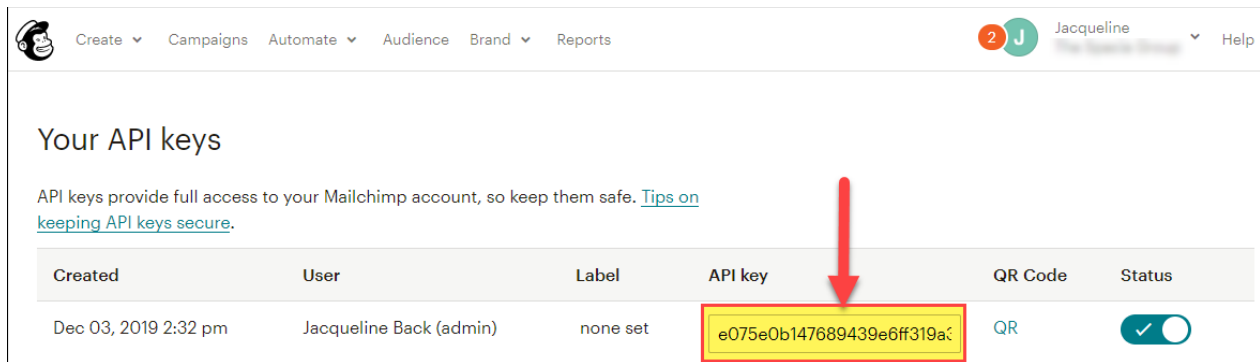 Create Campaigns Automate Audience Brand Reports 2 J Jacqueline Help
Your API keys
API keys provide full access to your Mailchimp account, so keep them safe. Tips on
keeping API keys secure.
Created User Label API key QR Code Status
Dec 03, 2019 2:32 pm Jacqueline Back (admin) none set e075e0b147689439e6ff319a3 QR